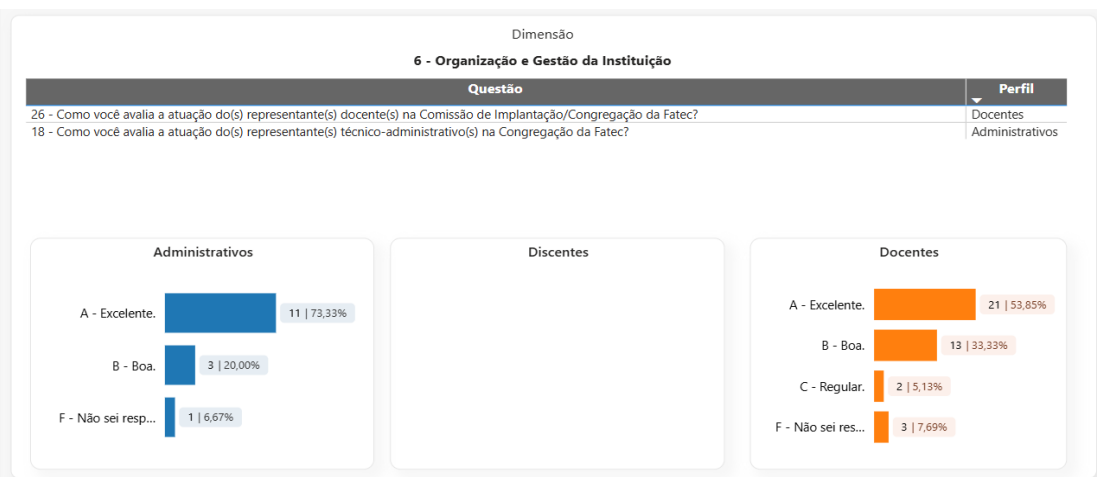 Dimensão
6 - Organização e Gestão da Instituição
Questão Perfil
26 - Como você avalia a atuação do(s) representante(s) docente(s) na Comissão de Implantação/Congregação da Fatec? Docentes
18 - Como você avalia a atuação do(s) representante(s) técnico-administrativo(s) na Congregação da Fatec? Administrativos
Administrativos
A - Excelente. 11 | 73,33%
B - Boa. 3 | 20,00%
F - Não sei resp... 1 | 6,67%
Discentes
Docentes
A - Excelente. 21 | 53,85%
B - Boa. 13 | 33,33%
C - Regular. 2 | 5,13%
F - Não sei res... 3 | 7,69%